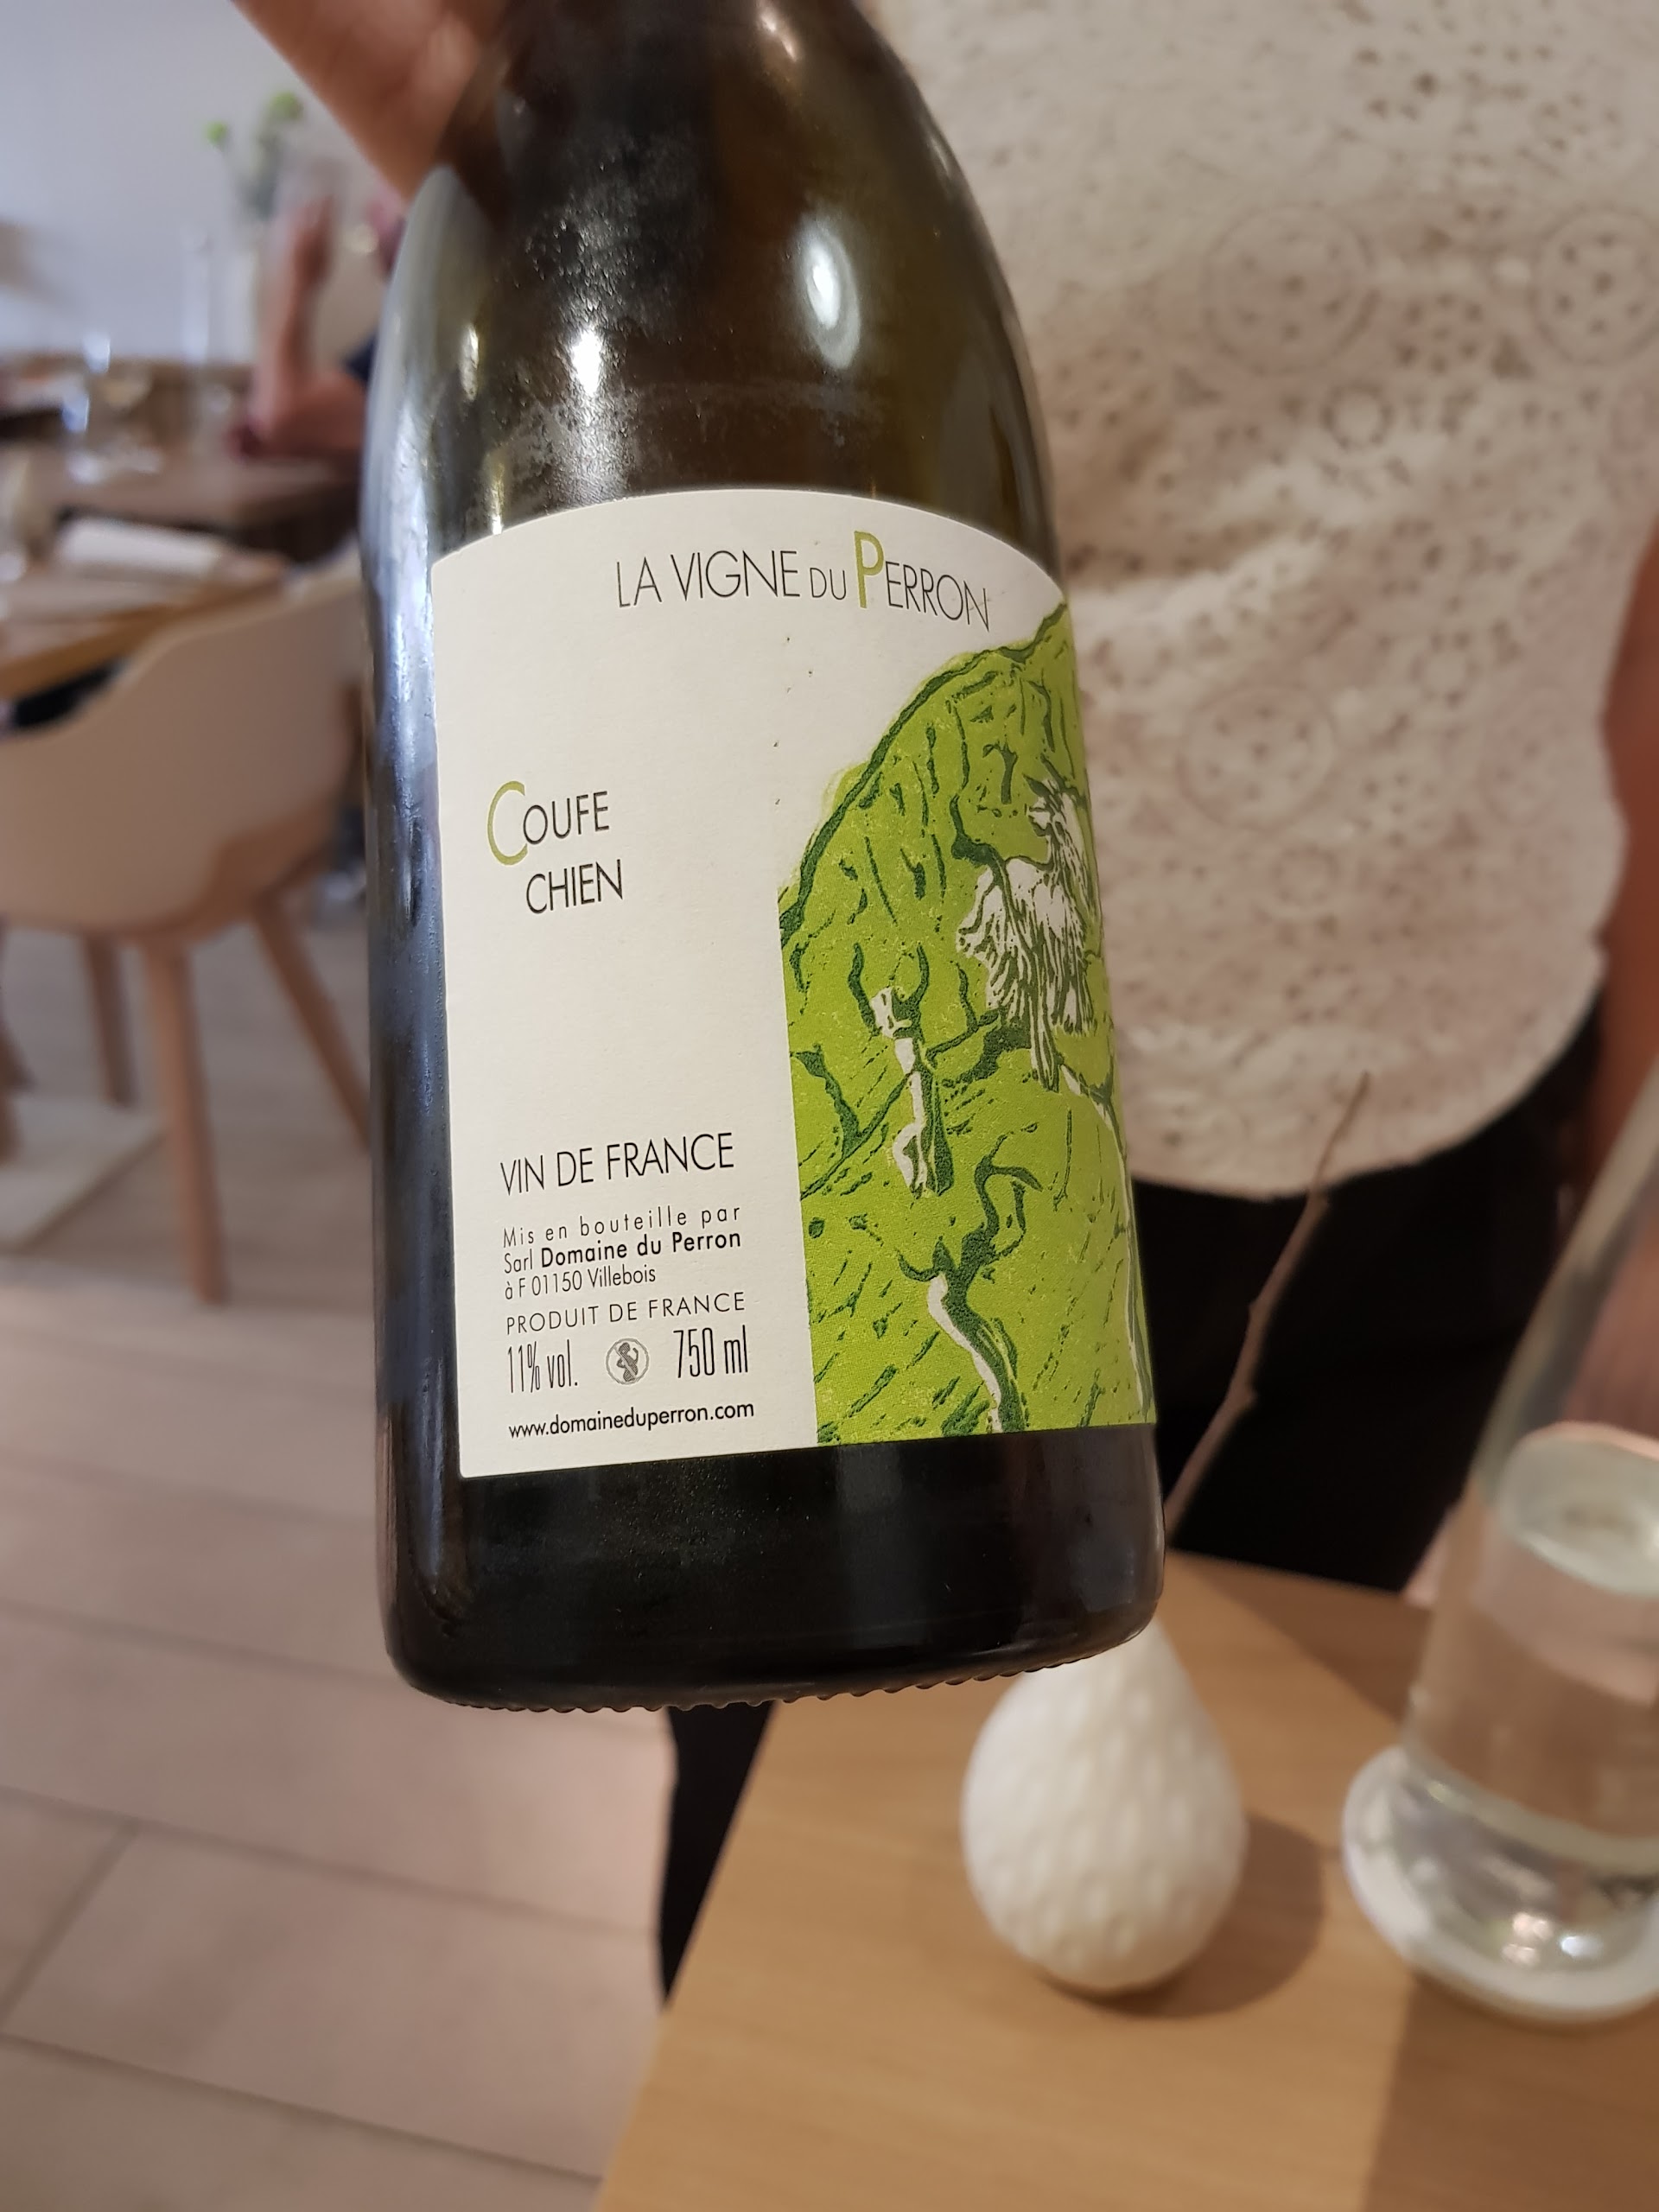 LA VIGNE DU PERRON
COUFE
CHIEN
VIN DE FRANCE
Mis en bouteille par
Sarl Domaine du Perron
à F 01150 Villebois
PRODUIT DE FRANCE
11% vol. 750 ml
www.domaineduperron.com